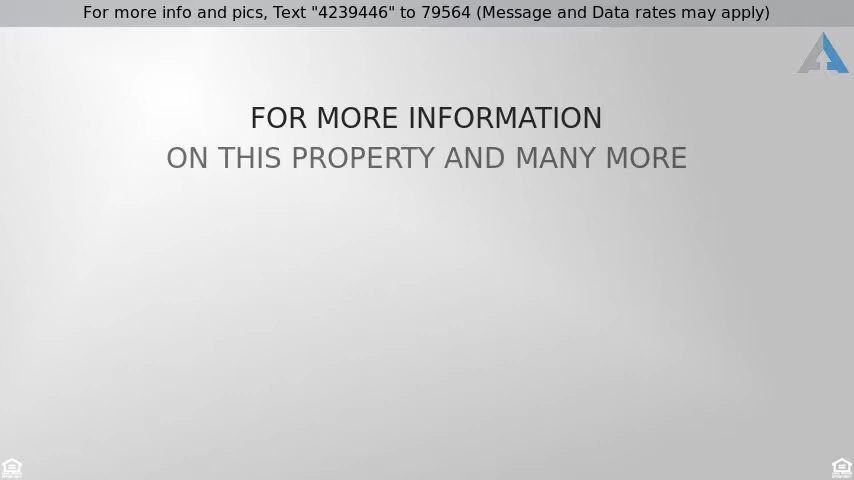 For more info and pics, Text "4239446" to 79564 (Message and Data rates may apply)
FOR MORE INFORMATION
ON THIS PROPERTY AND MANY MORE